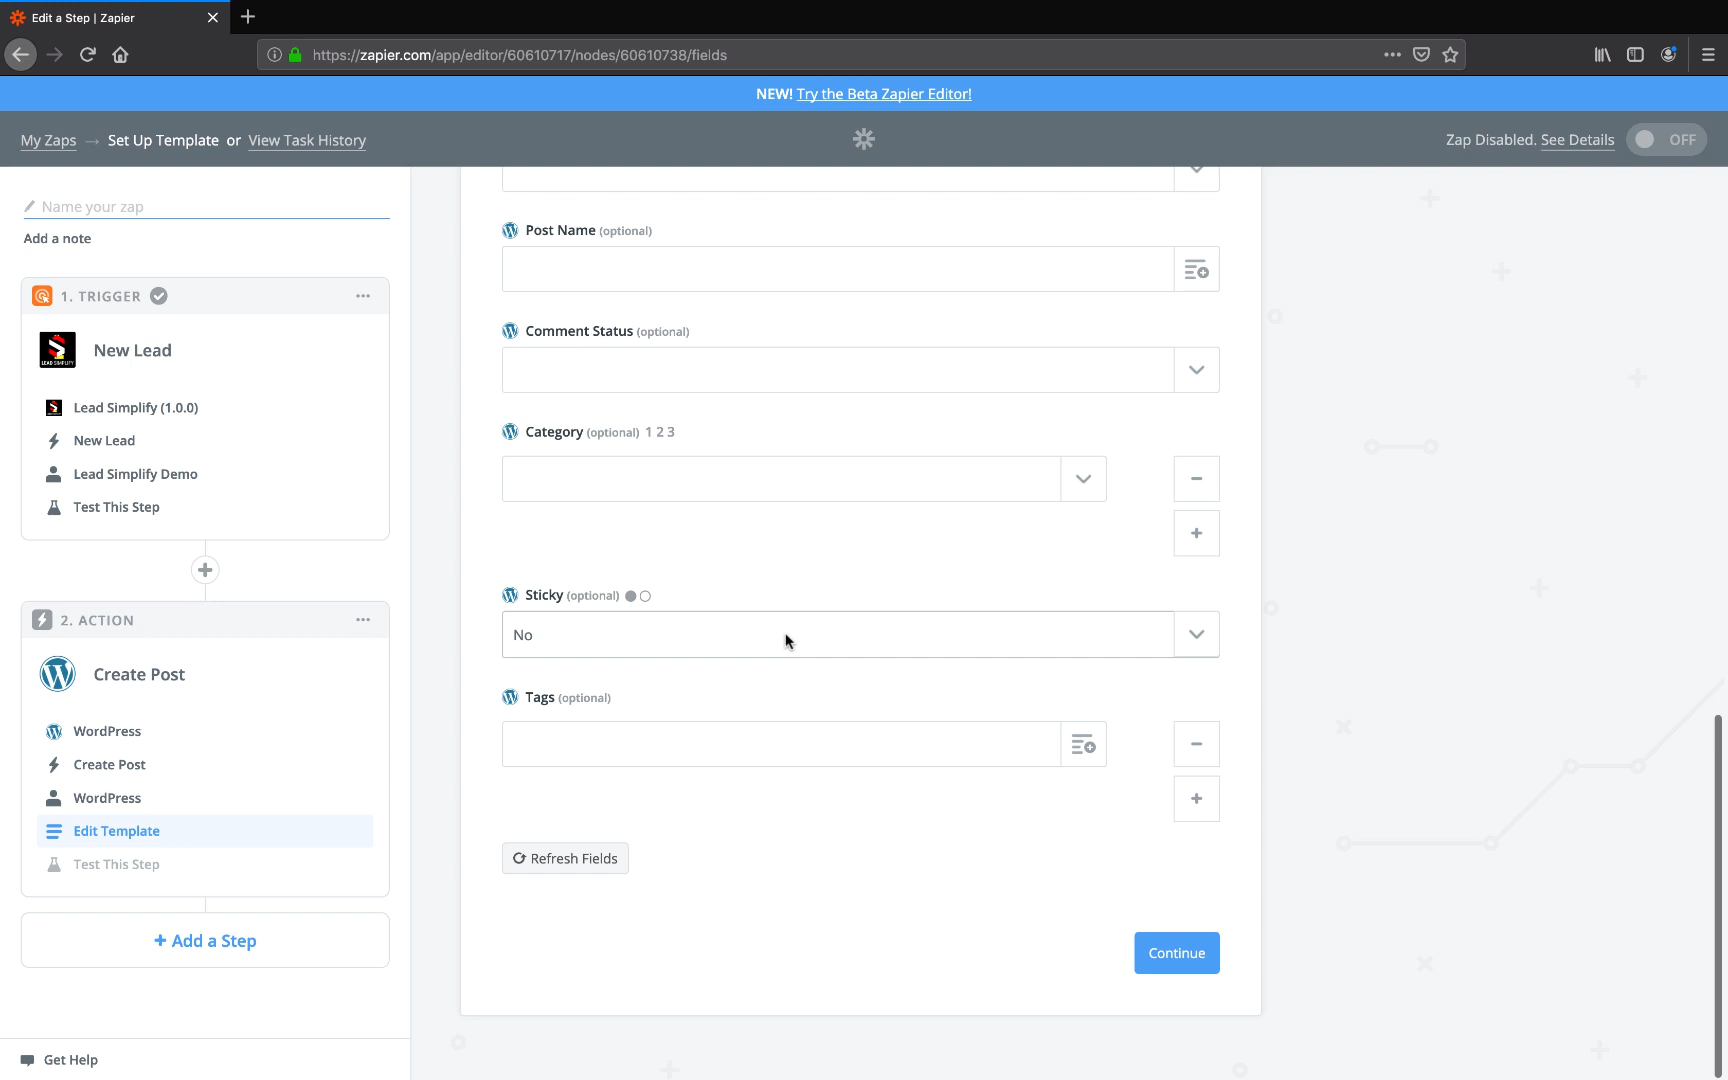 Edit a Step | Zapier
https://zapier.com/app/editor/60610717/nodes/60610738/fields
NEW! Try the Beta Zapier Editor!
My Zaps → Set Up Template or View Task History
Zap Disabled. See Details OFF
Name your zap
Add a note
1. TRIGGER
LEAD SIMPLIFY
New Lead
Lead Simplify (1.0.0)
New Lead
Lead Simplify Demo
Test This Step
2. ACTION
Create Post
WordPress
Create Post
WordPress
Edit Template
Test This Step
+ Add a Step
Get Help
Post Name (optional)
Comment Status (optional)
Category (optional) 1 2 3
Sticky (optional)
No
Tags (optional)
Refresh Fields
Continue